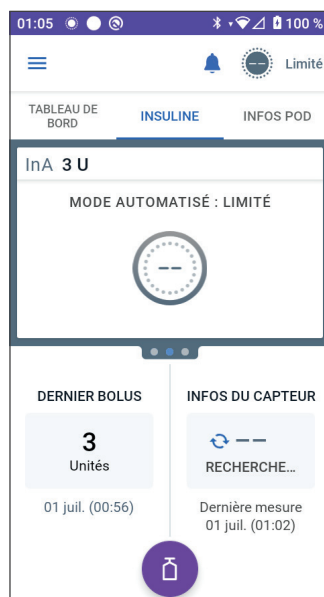 01:05 100 %
-- Limité
TABLEAU DE
BORD
INSULINE
INFOS POD
InA 3 U
MODE AUTOMATISÉ : LIMITÉ
--
DERNIER BOLUS
3
Unités
01 juil. (00:56)
INFOS DU CAPTEUR
--
RECHERCHE...
Dernière mesure
01 juil. (01:02)